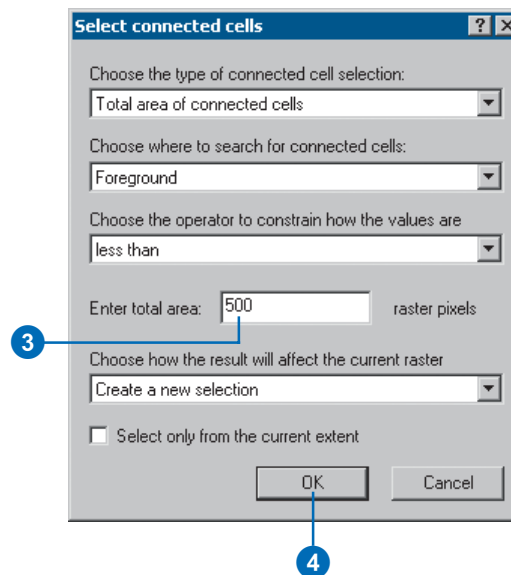 Select connected cells
Choose the type of connected cell selection:
Total area of connected cells
Choose where to search for connected cells:
Foreground
Choose the operator to constrain how the values are
less than
Enter total area: 500 raster pixels
3
Choose how the result will affect the current raster
Create a new selection
Select only from the current extent
OK Cancel
4